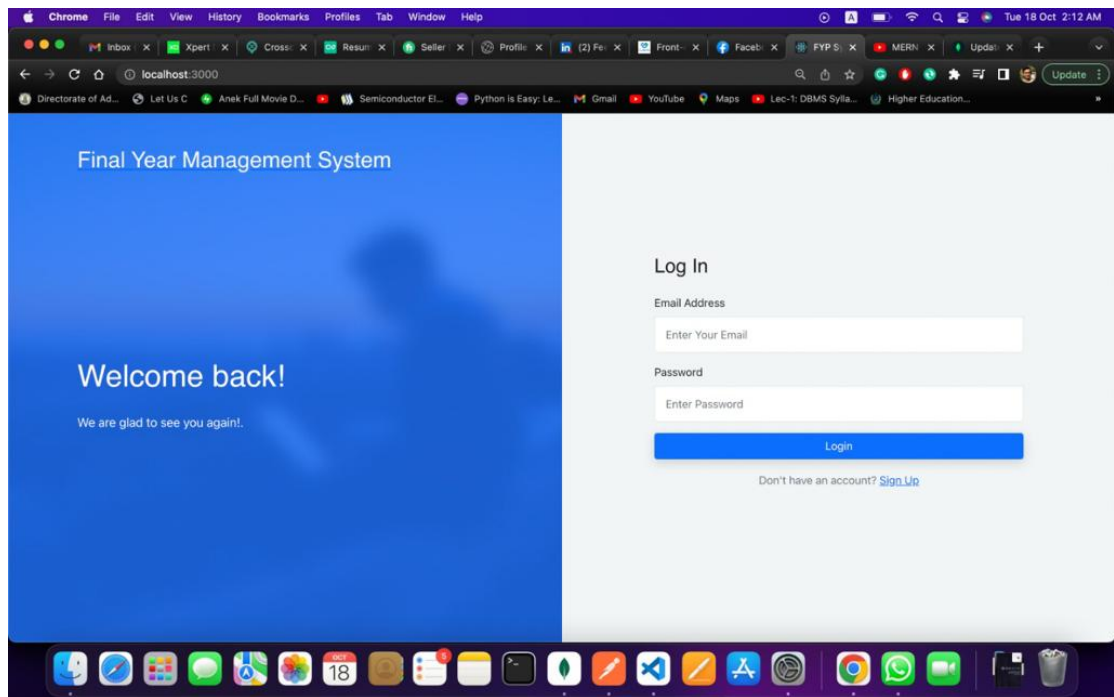 Chrome File Edit View History Bookmarks Profiles Tab Window Help A Tue 18 Oct 2:12 AM
Inbox Xpert Crossc Resum Seller Profile (2) Fe Front- Faceb FYP S MERN Updat
localhost:3000 Update
Directorate of Ad... Let Us C Anek Full Movie D... Semiconductor El... Python is Easy: Le... Gmail YouTube Maps Lec-1: DBMS Sylla... Higher Education...
Final Year Management System
Welcome back!
We are glad to see you again!.
Log In
Email Address
Enter Your Email
Password
Enter Password
Login
Don't have an account? Sign Up
OCT
18
5